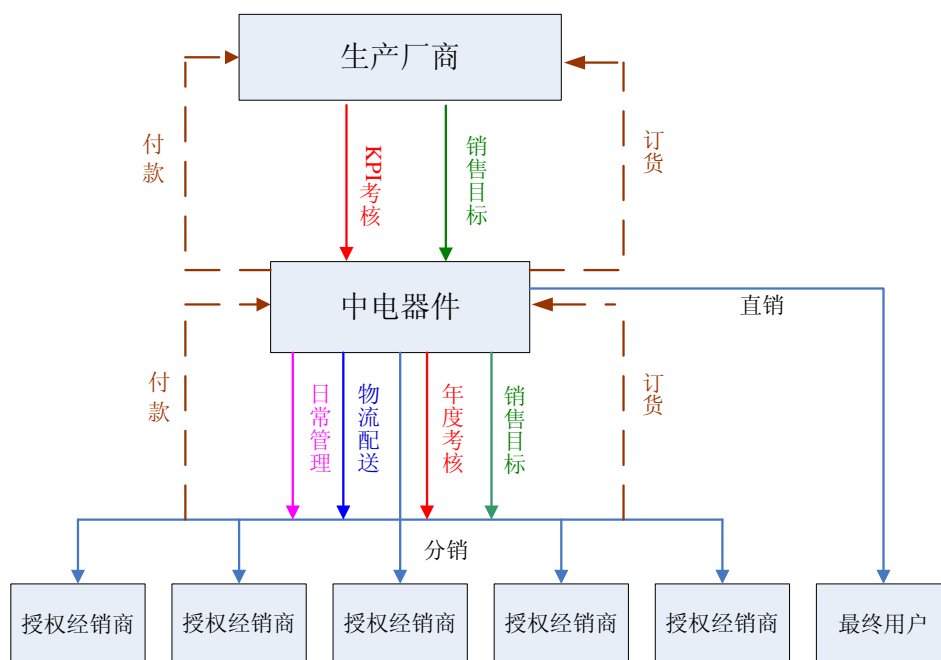 生产厂商
付款
KPI考核
销售目标
订货
中电器件
直销
付款
日常管理
物流配送
年度考核
销售目标
订货
分销
授权经销商
授权经销商
授权经销商
授权经销商
授权经销商
最终用户